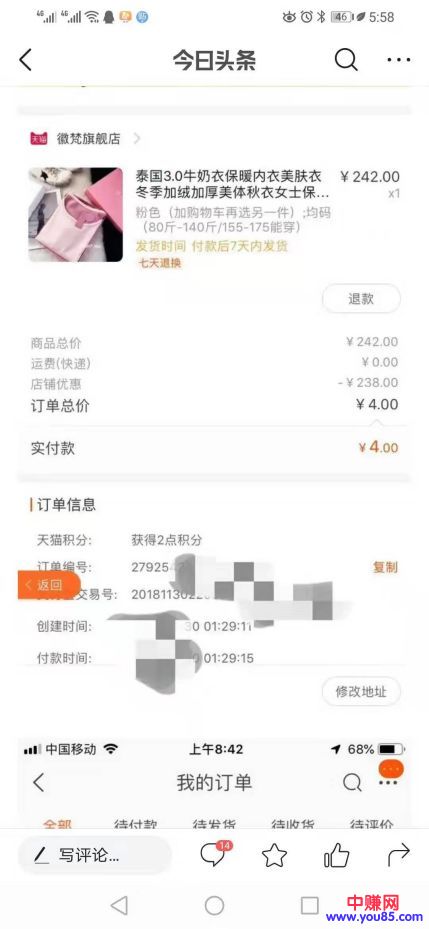 4G 4G 46 5:58
今日头条
天猫 徽梵旗舰店
泰国3.0牛奶衣保暖内衣美肤衣 ¥242.00
冬季加绒加厚美体秋衣女士保... x1
粉色（加购物车再选另一件）;均码
（80斤-140斤/155-175能穿）
发货时间 付款后7天内发货
七天退换
退款
商品总价 ¥242.00
运费(快递) ¥0.00
店铺优惠 -¥238.00
订单总价 ¥4.00
实付款 ¥4.00
订单信息
天猫积分: 获得2点积分
订单编号: 27925 复制
返回
交易号: 201811302
创建时间: 30 01:29:11
付款时间: 0 01:29:15
修改地址
中国移动 上午8:42 68%
我的订单
全部 待付款 待发货 待收货 待评价
写评论... 14
中赚网
www.you85.com